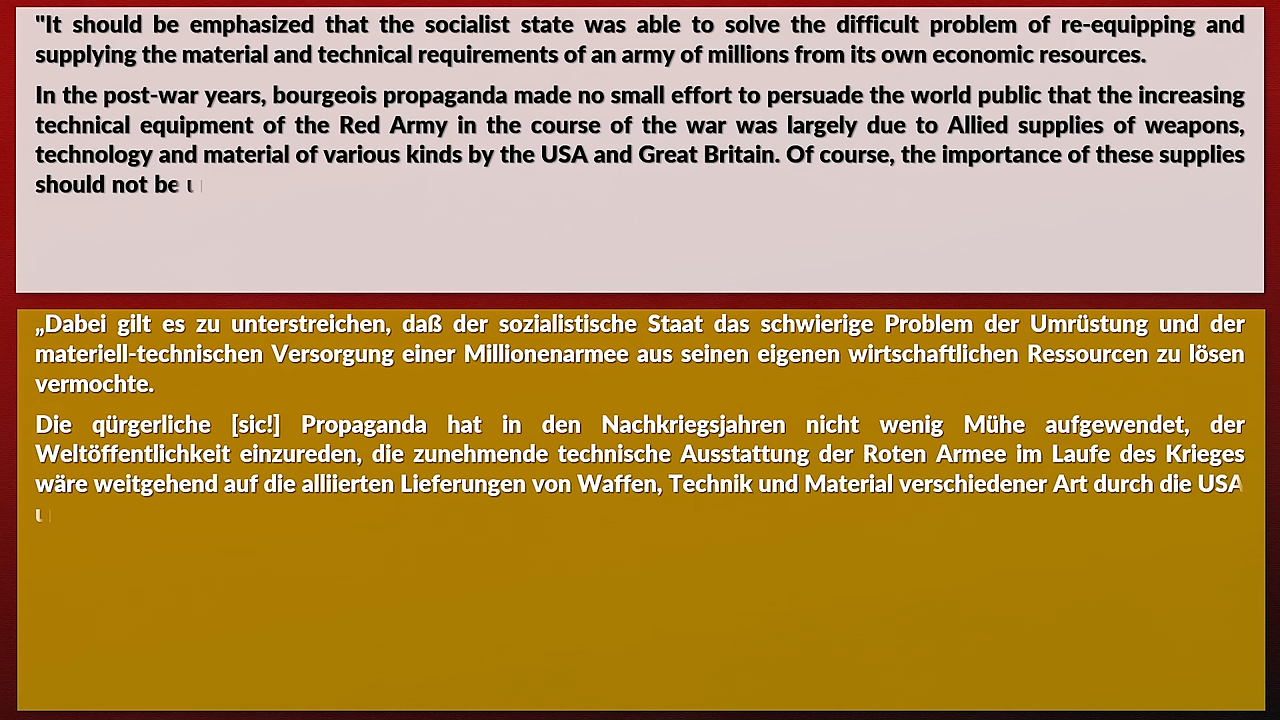 "It should be emphasized that the socialist state was able to solve the difficult problem of re-equipping and
supplying the material and technical requirements of an army of millions from its own economic resources.
In the post-war years, bourgeois propaganda made no small effort to persuade the world public that the increasing
technical equipment of the Red Army in the course of the war was largely due to Allied supplies of weapons,
technology and material of various kinds by the USA and Great Britain. Of course, the importance of these supplies
should not be
„Dabei gilt es zu unterstreichen, daß der sozialistische Staat das schwierige Problem der Umrüstung und der
materiell-technischen Versorgung einer Millionenarmee aus seinen eigenen wirtschaftlichen Ressourcen zu lösen
vermochte.
Die qürgerliche [sic!] Propaganda hat in den Nachkriegsjahren nicht wenig Mühe aufgewendet, der
Weltöffentlichkeit einzureden, die zunehmende technische Ausstattung der Roten Armee im Laufe des Krieges
wäre weitgehend auf die alliierten Lieferungen von Waffen, Technik und Material verschiedener Art durch die USA